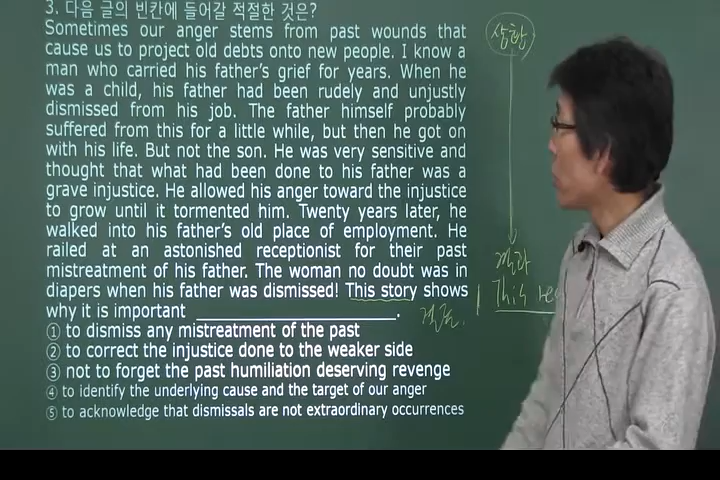 3. 다음 글의 빈칸에 들어갈 적절한 것은?
Sometimes our anger stems from past wounds that
cause us to project old debts onto new people. I know a
man who carried his father's grief for years. When he
was a child, his father had been rudely and unjustly
dismissed from his job. The father himself probably
suffered from this for a little while, but then he got on
with his life. But not the son. He was very sensitive and
thought that what had been done to his father was a
grave injustice. He allowed his anger toward the injustice
to grow until it tormented him. Twenty years later, he
walked into his father's old place of employment. He
railed at an astonished receptionist for their past
mistreatment of his father. The woman no doubt was in
diapers when his father was dismissed! This story shows
why it is important ____________________.
① to dismiss any mistreatment of the past
② to correct the injustice done to the weaker side
③ not to forget the past humiliation deserving revenge
④ to identify the underlying cause and the target of our anger
⑤ to acknowledge that dismissals are not extraordinary occurrences
상황
결과
This